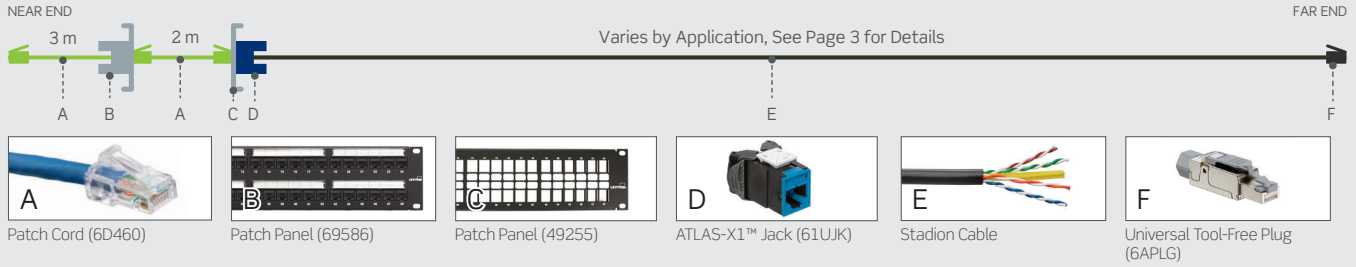 NEAR END
FAR END
3 m
2 m
Varies by Application, See Page 3 for Details
A
B
A
C
D
E
F
A
B
C
D
E
F
Patch Cord (6D460)
Patch Panel (69586)
Patch Panel (49255)
ATLAS-X1™ Jack (61UJK)
Stadion Cable
Universal Tool-Free Plug
(6APLG)